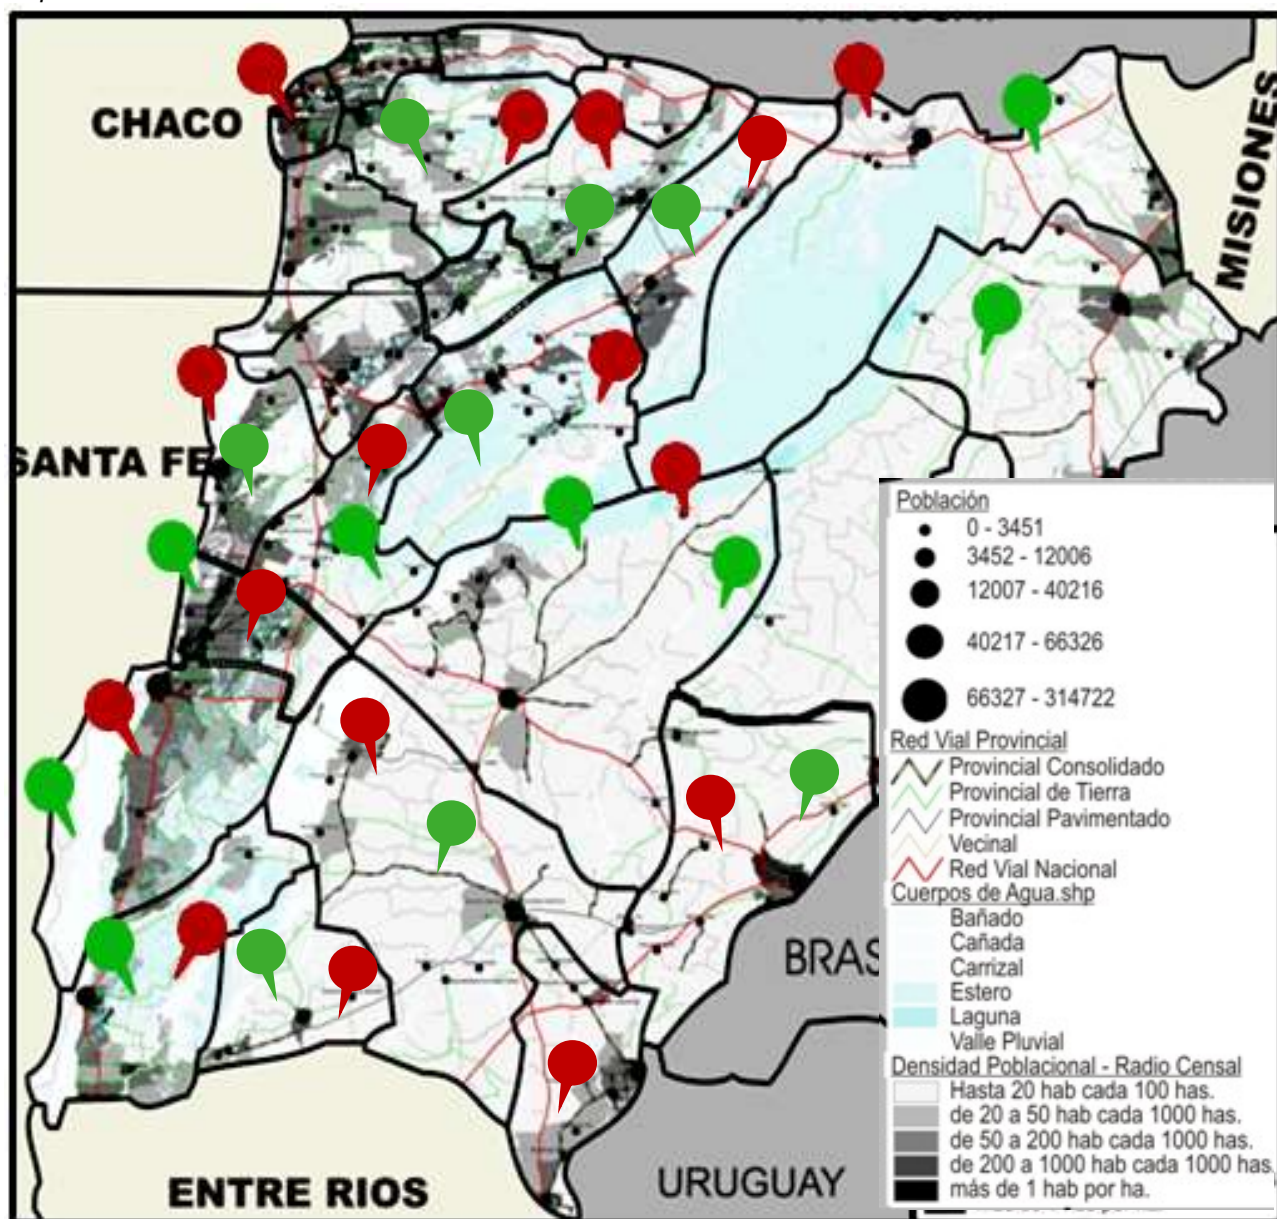 CHACO
MISIONES
SANTA FE
Población
0 - 3451
3452 - 12006
12007 - 40216
40217 - 66326
66327 - 314722
Red Vial Provincial
Provincial Consolidado
Provincial de Tierra
Provincial Pavimentado
Vecinal
Red Vial Nacional
Cuerpos de Agua.shp
Bañado
Cañada
Carrizal
Estero
Laguna
Valle Pluvial
Densidad Poblacional - Radio Censal
Hasta 20 hab cada 100 has.
de 20 a 50 hab cada 1000 has.
de 50 a 200 hab cada 1000 has.
de 200 a 1000 hab cada 1000 has
más de 1 hab por ha.
BRAS
URUGUAY
ENTRE RIOS